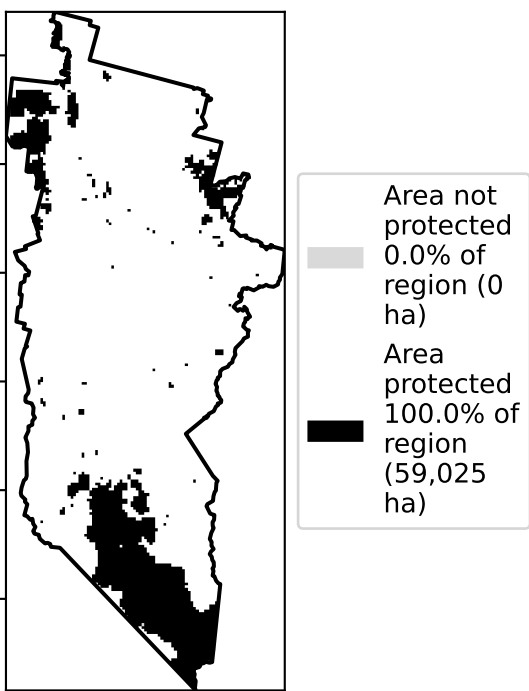 Area not
protected
0.0% of
region (0
ha)
Area
protected
100.0% of
region
(59,025
ha)